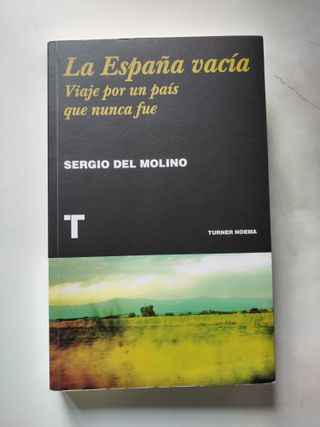 La España vacía
Viaje por un país
que nunca fue
SERGIO DEL MOLINO
T
TURNER NOEMA